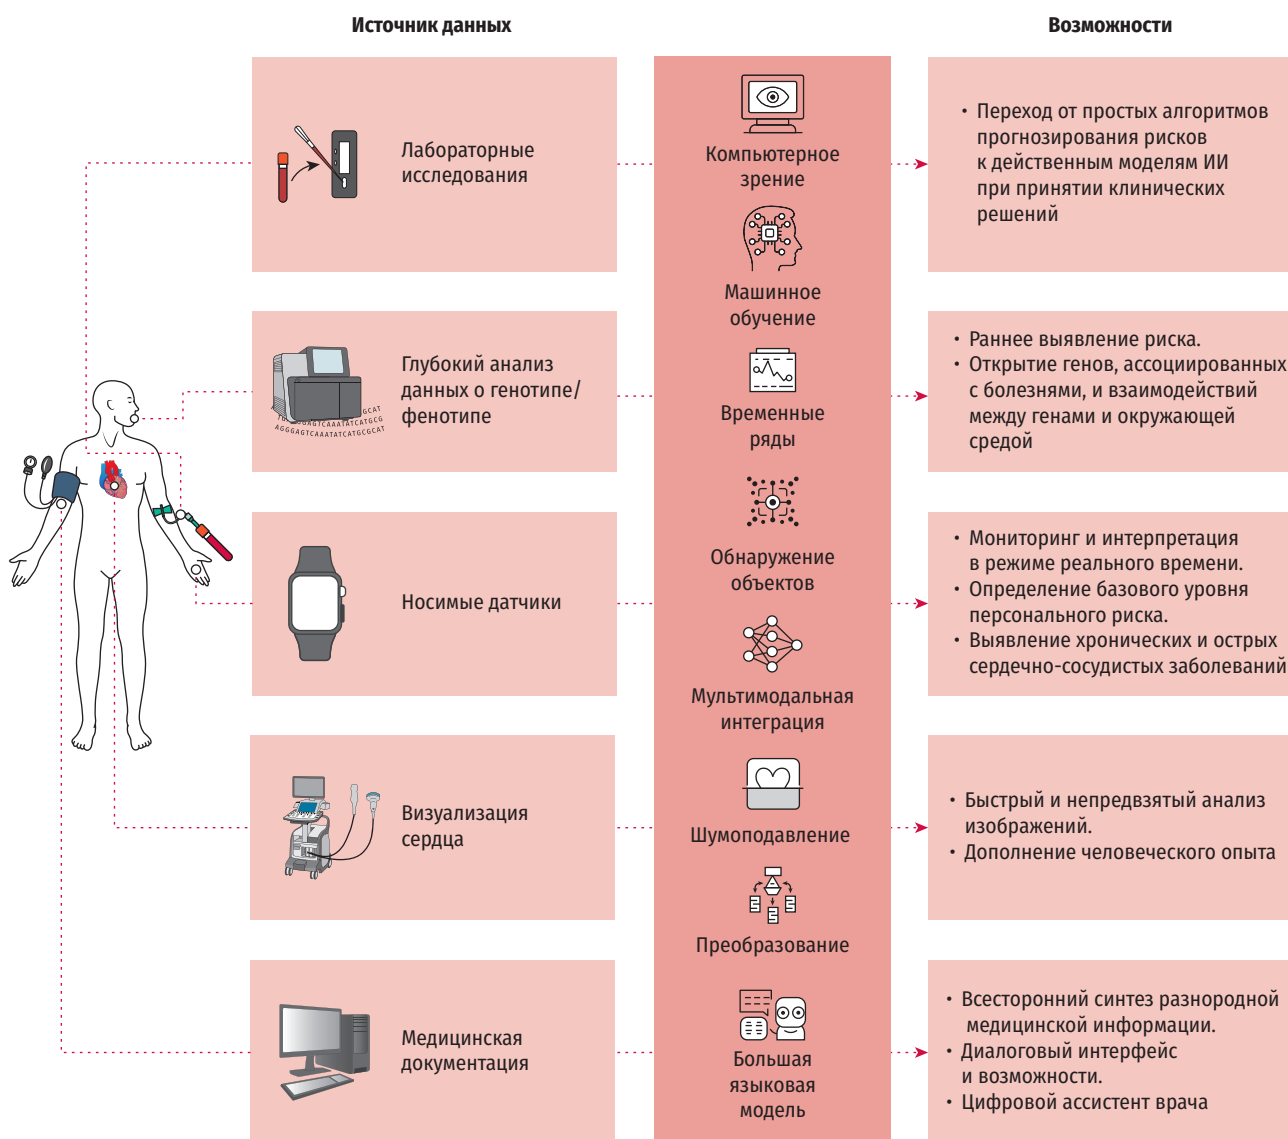 Источник данных
Возможности
Лабораторные
исследования
Глубокий анализ
данных о генотипе/
фенотипе
GCAT
GAGTCAAATATCATGCG
AGGGAGTCAAATATCATGCGCAT
Носимые датчики
Визуализация
сердца
Медицинская
документация
Компьютерное
зрение
Машинное
обучение
Временные
ряды
Обнаружение
объектов
Мультимодальная
интеграция
Шумоподавление
Преобразование
Большая
языковая
модель
• Переход от простых алгоритмов
прогнозирования рисков
к действенным моделям ИИ
при принятии клинических
решений
• Раннее выявление риска.
• Открытие генов, ассоциированных
с болезнями, и взаимодействий
между генами и окружающей
средой
• Мониторинг и интерпретация
в режиме реального времени.
• Определение базового уровня
персонального риска.
• Выявление хронических и острых
сердечно-сосудистых заболеваний
• Быстрый и непредвзятый анализ
изображений.
• Дополнение человеческого опыта
• Всесторонний синтез разнородной
медицинской информации.
• Диалоговый интерфейс
и возможности.
• Цифровой ассистент врача